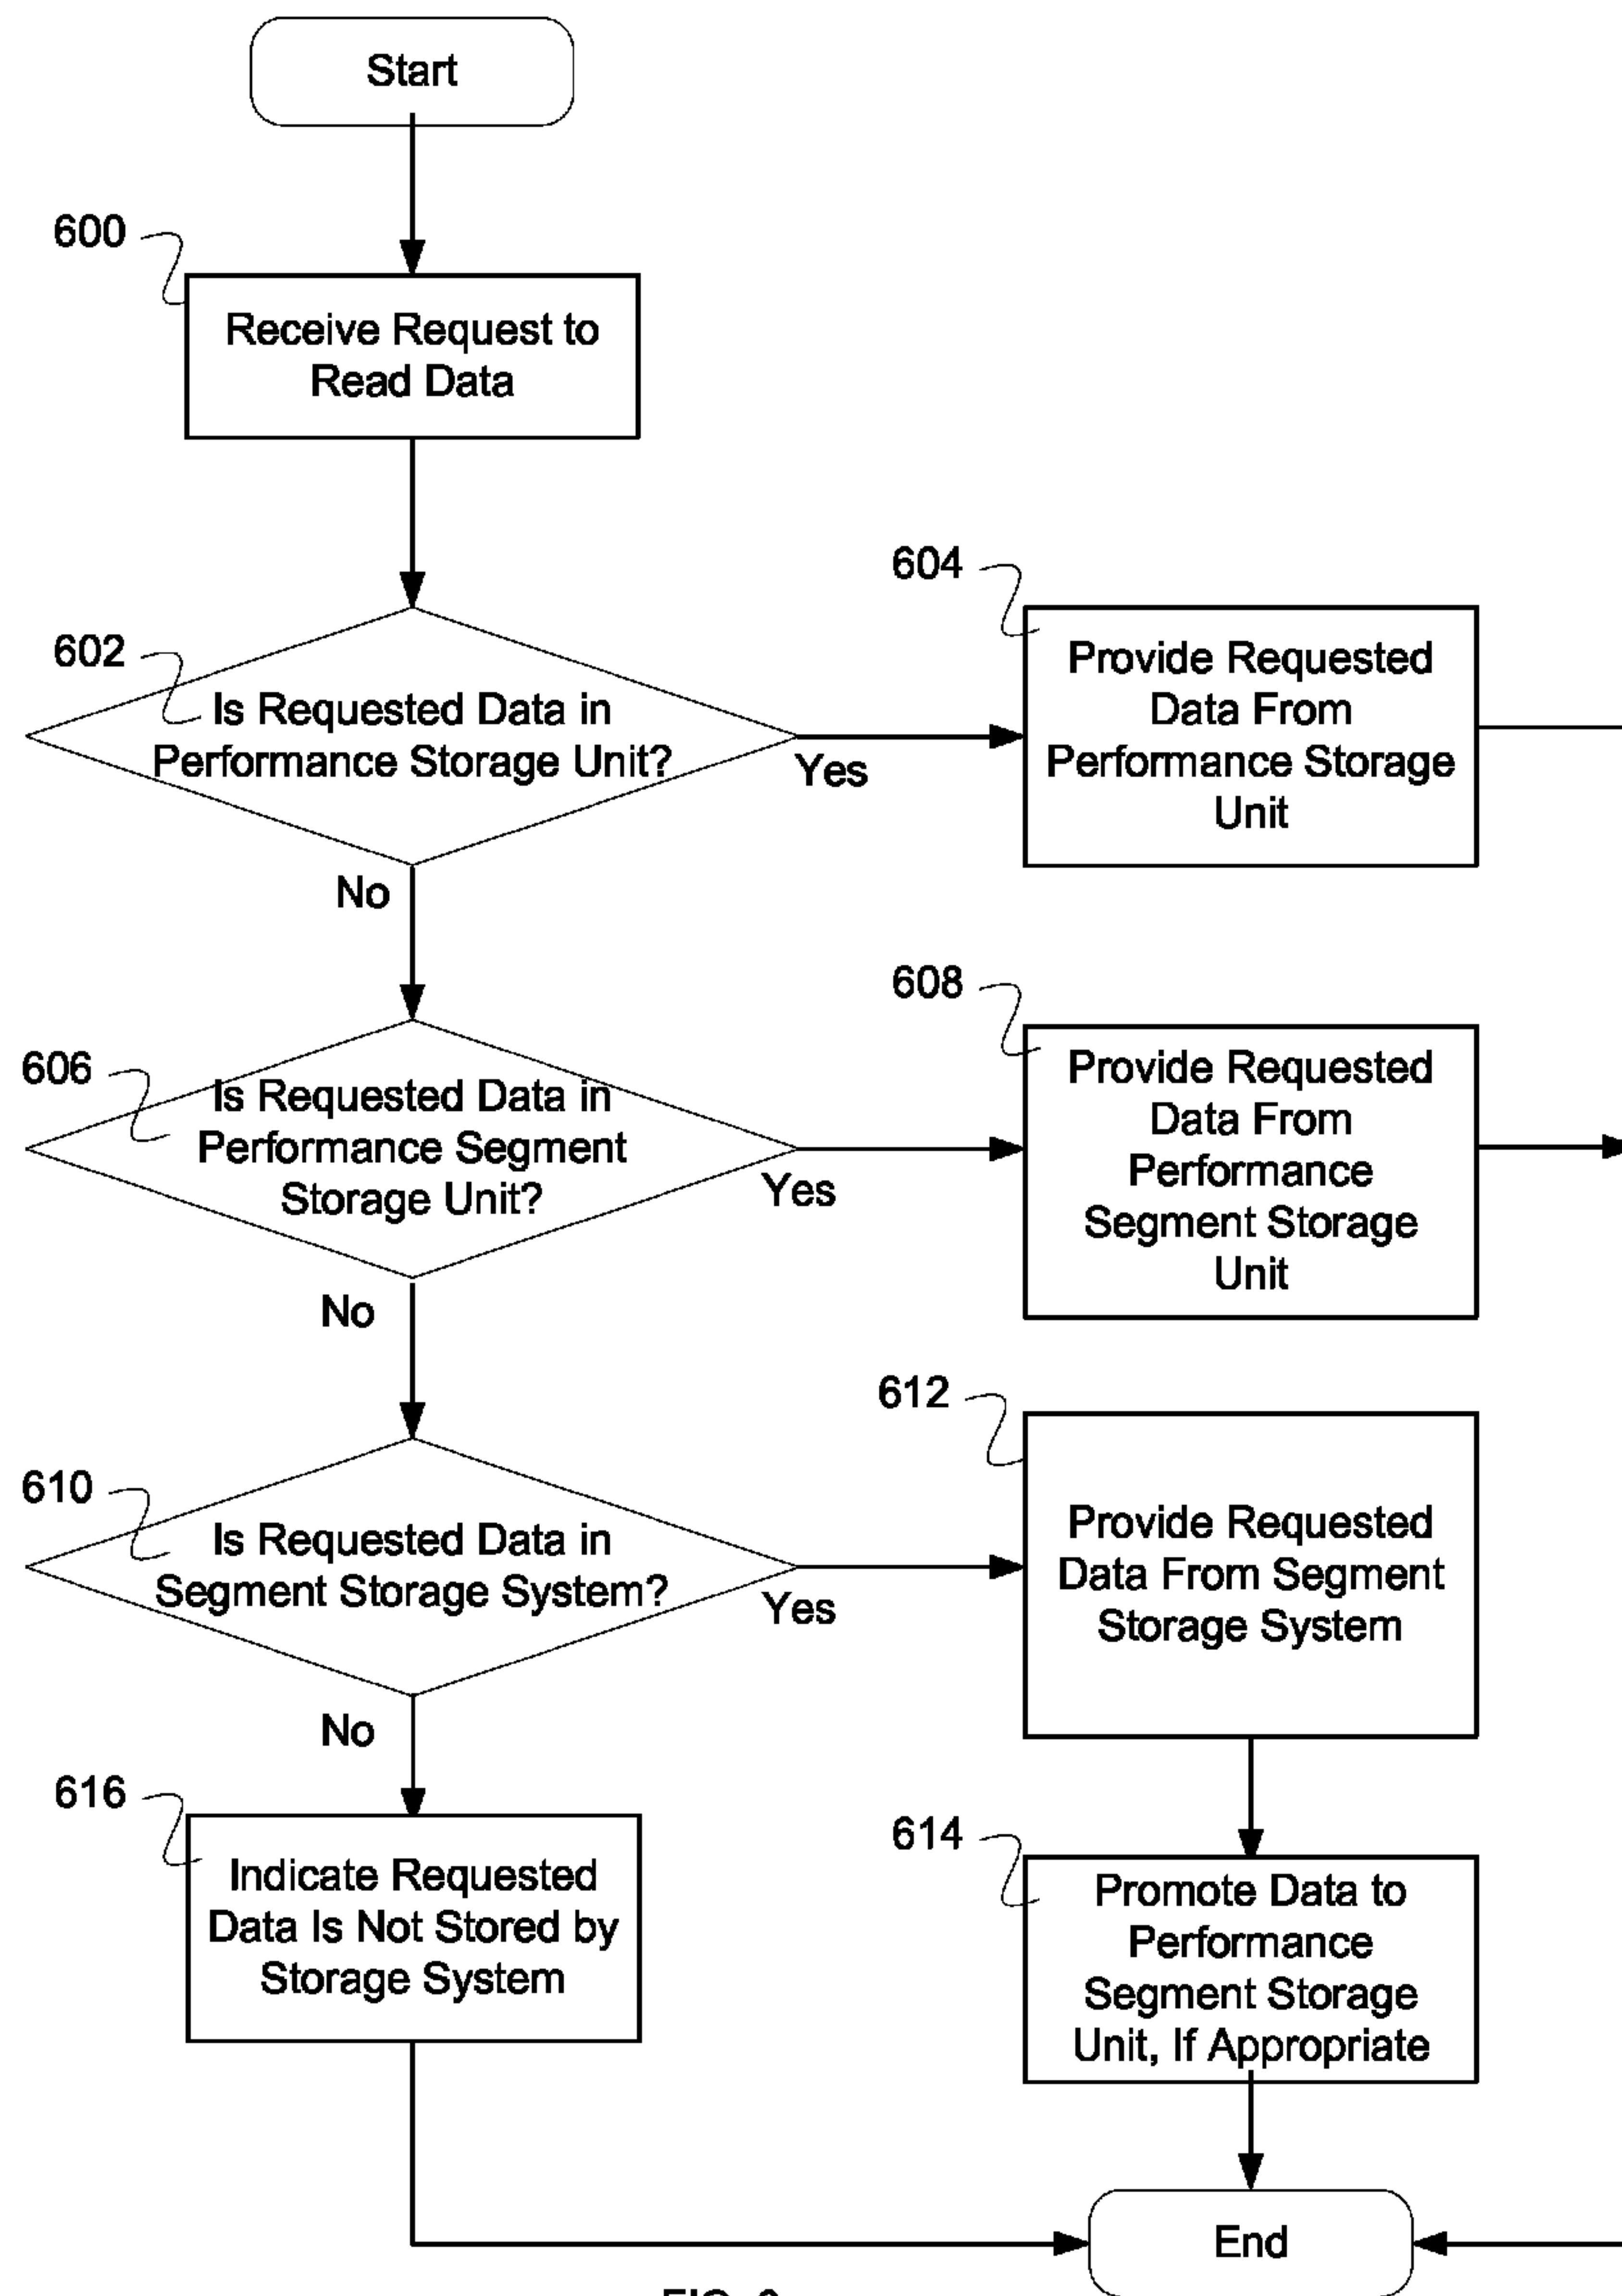 Start
600
Receive Request to
Read Data
602
Is Requested Data in
Performance Storage Unit?
Yes
No
604
Provide Requested
Data From
Performance Storage
Unit
606
Is Requested Data in
Performance Segment
Storage Unit?
Yes
No
608
Provide Requested
Data From
Performance
Segment Storage
Unit
610
Is Requested Data in
Segment Storage System?
Yes
No
612
Provide Requested
Data From Segment
Storage System
614
Promote Data to
Performance
Segment Storage
Unit, If Appropriate
616
Indicate Requested
Data Is Not Stored by
Storage System
End